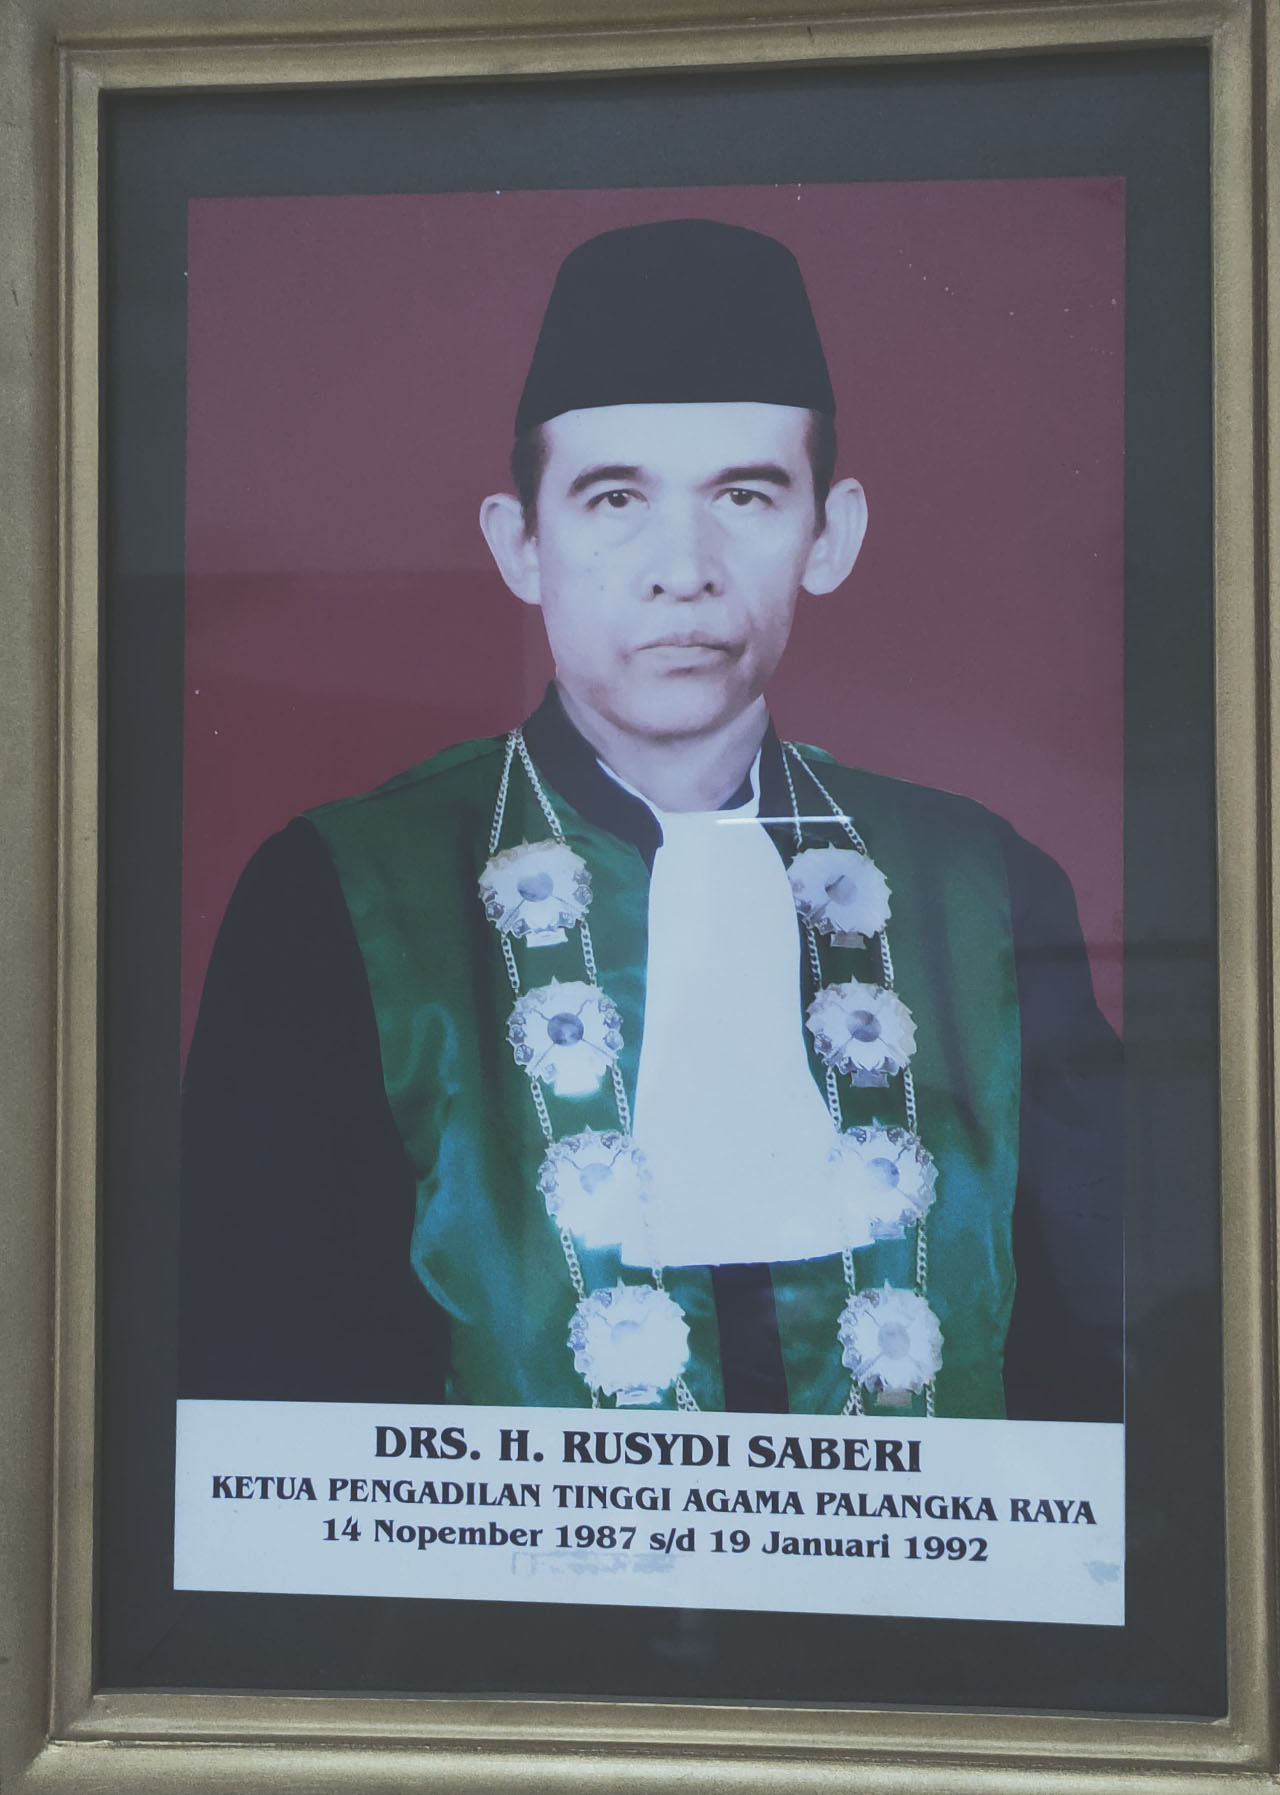 DRS. H. RUSYDI SABERI
KETUA PENGADILAN TINGGI AGAMA PALANGKA RAYA
14 Nopember 1987 s/d 19 Januari 1992